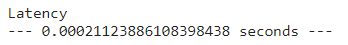 Latency
--- 0.00021123886108398438 seconds ---